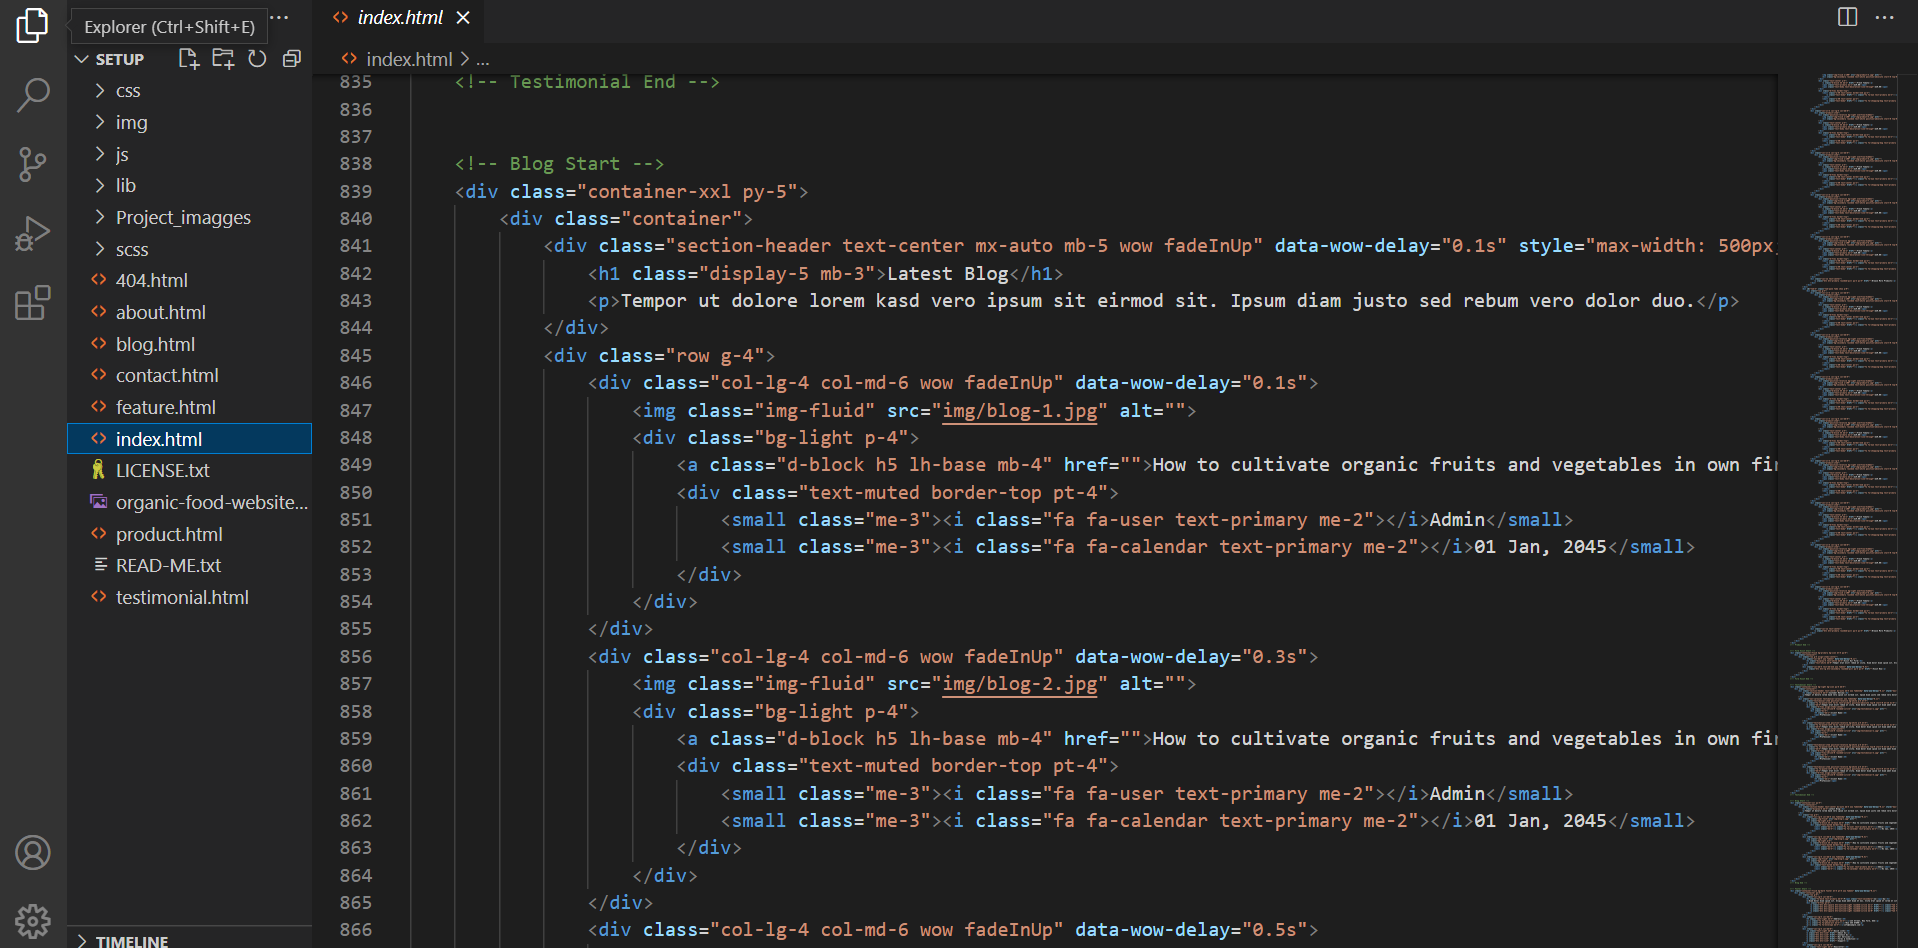 Explorer (Ctrl+Shift+E)
SETUP
css
img
js
lib
Project_imagges
scss
404.html
about.html
blog.html
contact.html
feature.html
index.html
LICENSE.txt
organic-food-website...
product.html
READ-ME.txt
testimonial.html
TIMELINE
index.html
index.html > ...
835 <!-- Testimonial End -->
836
837
838 <!-- Blog Start -->
839 <div class="container-xxl py-5">
840 <div class="container">
841 <div class="section-header text-center mx-auto mb-5 wow fadeInUp" data-wow-delay="0.1s" style="max-width: 500px;
842 <h1 class="display-5 mb-3">Latest Blog</h1>
843 <p>Tempor ut dolore lorem kasd vero ipsum sit eirmod sit. Ipsum diam justo sed rebum vero dolor duo.</p>
844 </div>
845 <div class="row g-4">
846 <div class="col-lg-4 col-md-6 wow fadeInUp" data-wow-delay="0.1s">
847 <img class="img-fluid" src="img/blog-1.jpg" alt="">
848 <div class="bg-light p-4">
849 <a class="d-block h5 lh-base mb-4" href="">How to cultivate organic fruits and vegetables in own fi
850 <div class="text-muted border-top pt-4">
851 <small class="me-3"><i class="fa fa-user text-primary me-2"></i>Admin</small>
852 <small class="me-3"><i class="fa fa-calendar text-primary me-2"></i>01 Jan, 2045</small>
853 </div>
854 </div>
855 </div>
856 <div class="col-lg-4 col-md-6 wow fadeInUp" data-wow-delay="0.3s">
857 <img class="img-fluid" src="img/blog-2.jpg" alt="">
858 <div class="bg-light p-4">
859 <a class="d-block h5 lh-base mb-4" href="">How to cultivate organic fruits and vegetables in own fi
860 <div class="text-muted border-top pt-4">
861 <small class="me-3"><i class="fa fa-user text-primary me-2"></i>Admin</small>
862 <small class="me-3"><i class="fa fa-calendar text-primary me-2"></i>01 Jan, 2045</small>
863 </div>
864 </div>
865 </div>
866 <div class="col-lg-4 col-md-6 wow fadeInUp" data-wow-delay="0.5s">